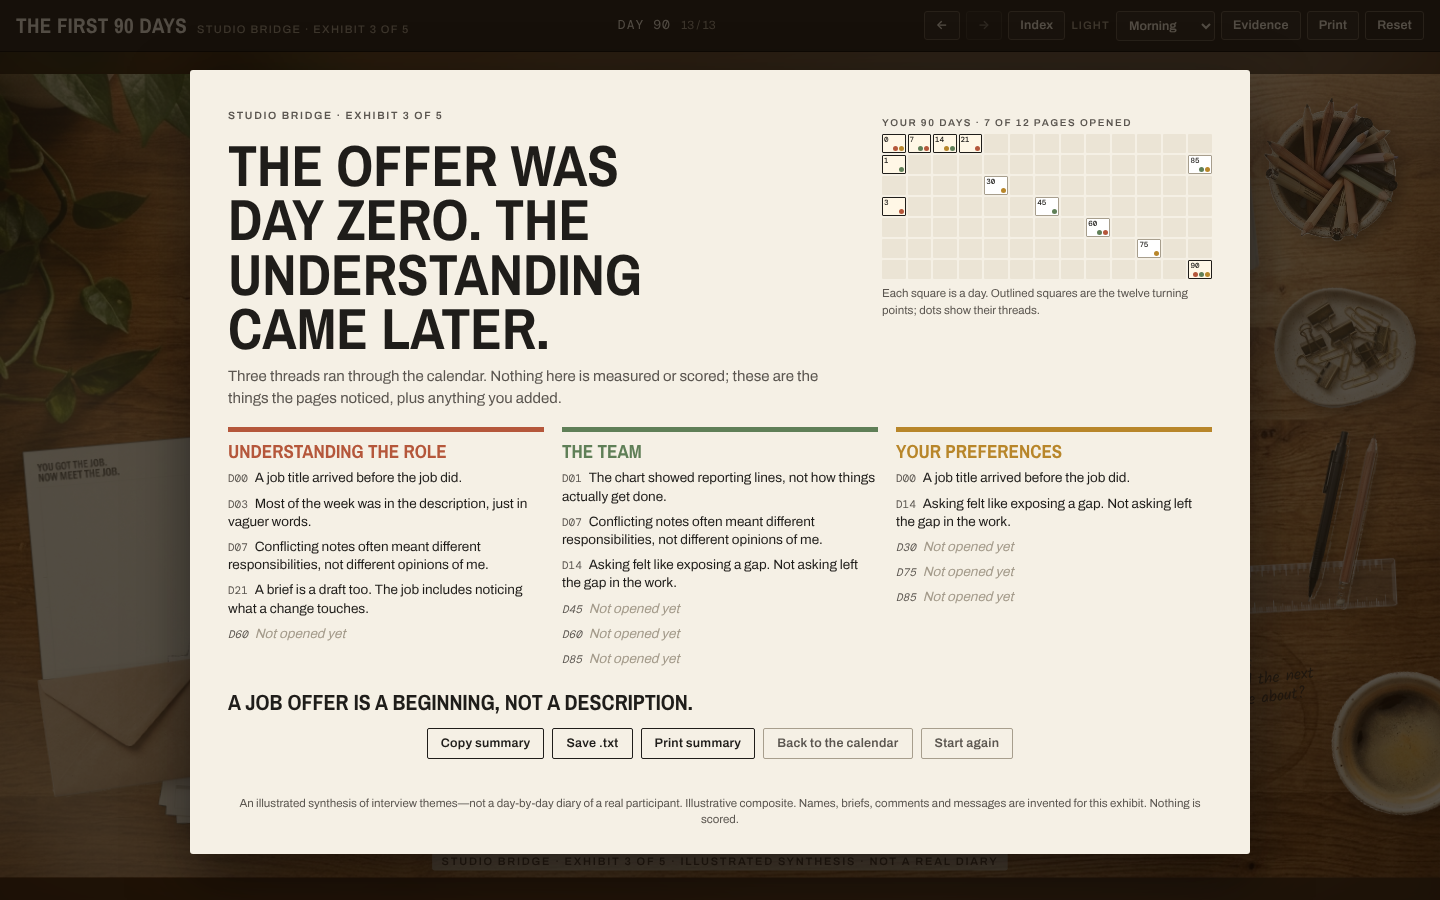 THE FIRST 90 DAYS STUDIO BRIDGE · EXHIBIT 3 OF 5
DAY 90 13/13
← → Index LIGHT Morning Evidence Print Reset
STUDIO BRIDGE · EXHIBIT 3 OF 5
THE OFFER WAS
DAY ZERO. THE
UNDERSTANDING
CAME LATER.
Three threads ran through the calendar. Nothing here is measured or scored; these are the
things the pages noticed, plus anything you added.
YOUR 90 DAYS · 7 OF 12 PAGES OPENED
0 7 14 21
1 85
30
3 45
60
75
90
Each square is a day. Outlined squares are the twelve turning
points; dots show their threads.
UNDERSTANDING THE ROLE
D00 A job title arrived before the job did.
D03 Most of the week was in the description, just in
vaguer words.
D07 Conflicting notes often meant different
responsibilities, not different opinions of me.
D21 A brief is a draft too. The job includes noticing
what a change touches.
D60 Not opened yet
THE TEAM
D01 The chart showed reporting lines, not how things
actually get done.
D07 Conflicting notes often meant different
responsibilities, not different opinions of me.
D14 Asking felt like exposing a gap. Not asking left
the gap in the work.
D45 Not opened yet
D60 Not opened yet
D85 Not opened yet
YOUR PREFERENCES
D00 A job title arrived before the job did.
D14 Asking felt like exposing a gap. Not asking left
the gap in the work.
D30 Not opened yet
D75 Not opened yet
D85 Not opened yet
A JOB OFFER IS A BEGINNING, NOT A DESCRIPTION.
Copy summary Save .txt Print summary Back to the calendar Start again
An illustrated synthesis of interview themes—not a day-by-day diary of a real participant. Illustrative composite. Names, briefs, comments and messages are invented for this exhibit. Nothing is
scored.
YOU GOT THE JOB.
NOW MEET THE JOB.
the next
about?
STUDIO BRIDGE · EXHIBIT 3 OF 5 · ILLUSTRATED SYNTHESIS · NOT A REAL DIARY